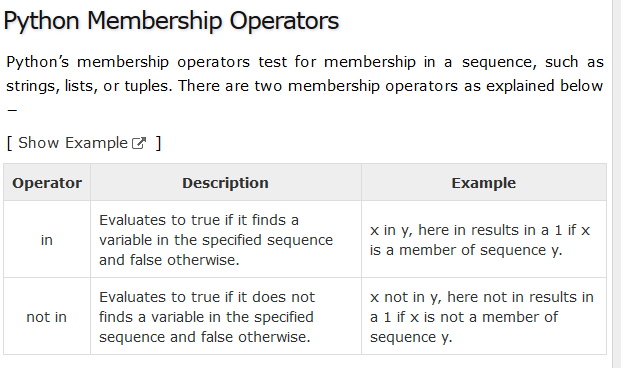 Python Membership Operators
Python’s membership operators test for membership in a sequence, such as
strings, lists, or tuples. There are two membership operators as explained below
−
[ Show Example ]
Operator Description Example
in
Evaluates to true if it finds a
variable in the specified sequence
and false otherwise.
x in y, here in results in a 1 if x
is a member of sequence y.
not in
Evaluates to true if it does not
finds a variable in the specified
sequence and false otherwise.
x not in y, here not in results in
a 1 if x is not a member of
sequence y.